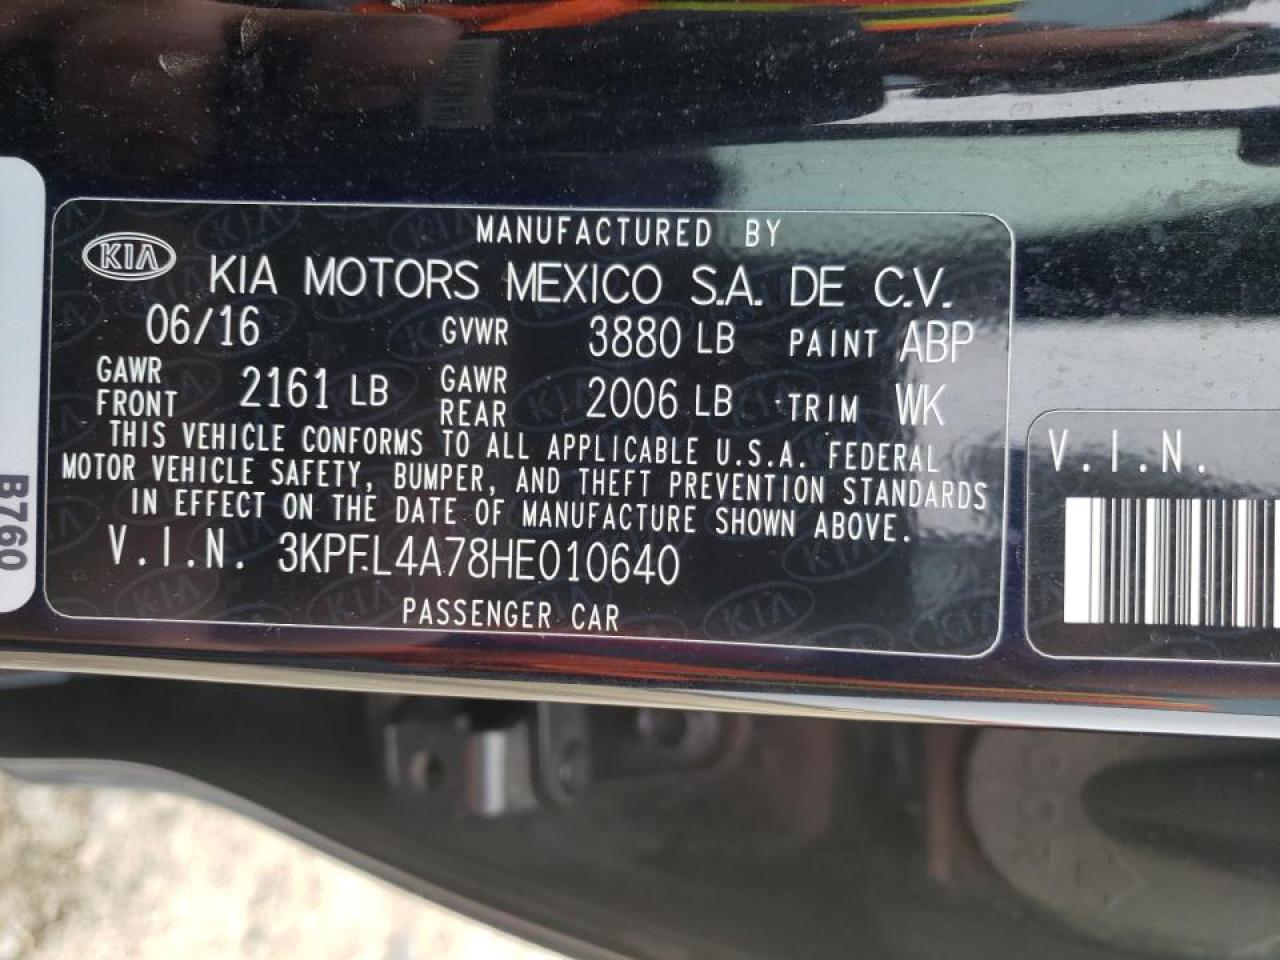 MANUFACTURED BY
KIA KIA MOTORS MEXICO S.A. DE C.V.
06/16 GVWR 3880 LB PAINT ABP
GAWR FRONT 2161 LB GAWR REAR 2006 LB TRIM WK
THIS VEHICLE CONFORMS TO ALL APPLICABLE U.S.A. FEDERAL
MOTOR VEHICLE SAFETY, BUMPER, AND THEFT PREVENTION STANDARDS
IN EFFECT ON THE DATE OF MANUFACTURE SHOWN ABOVE.
V.I.N. 3KPFL4A78HE010640
PASSENGER CAR
V.I.N.
B760